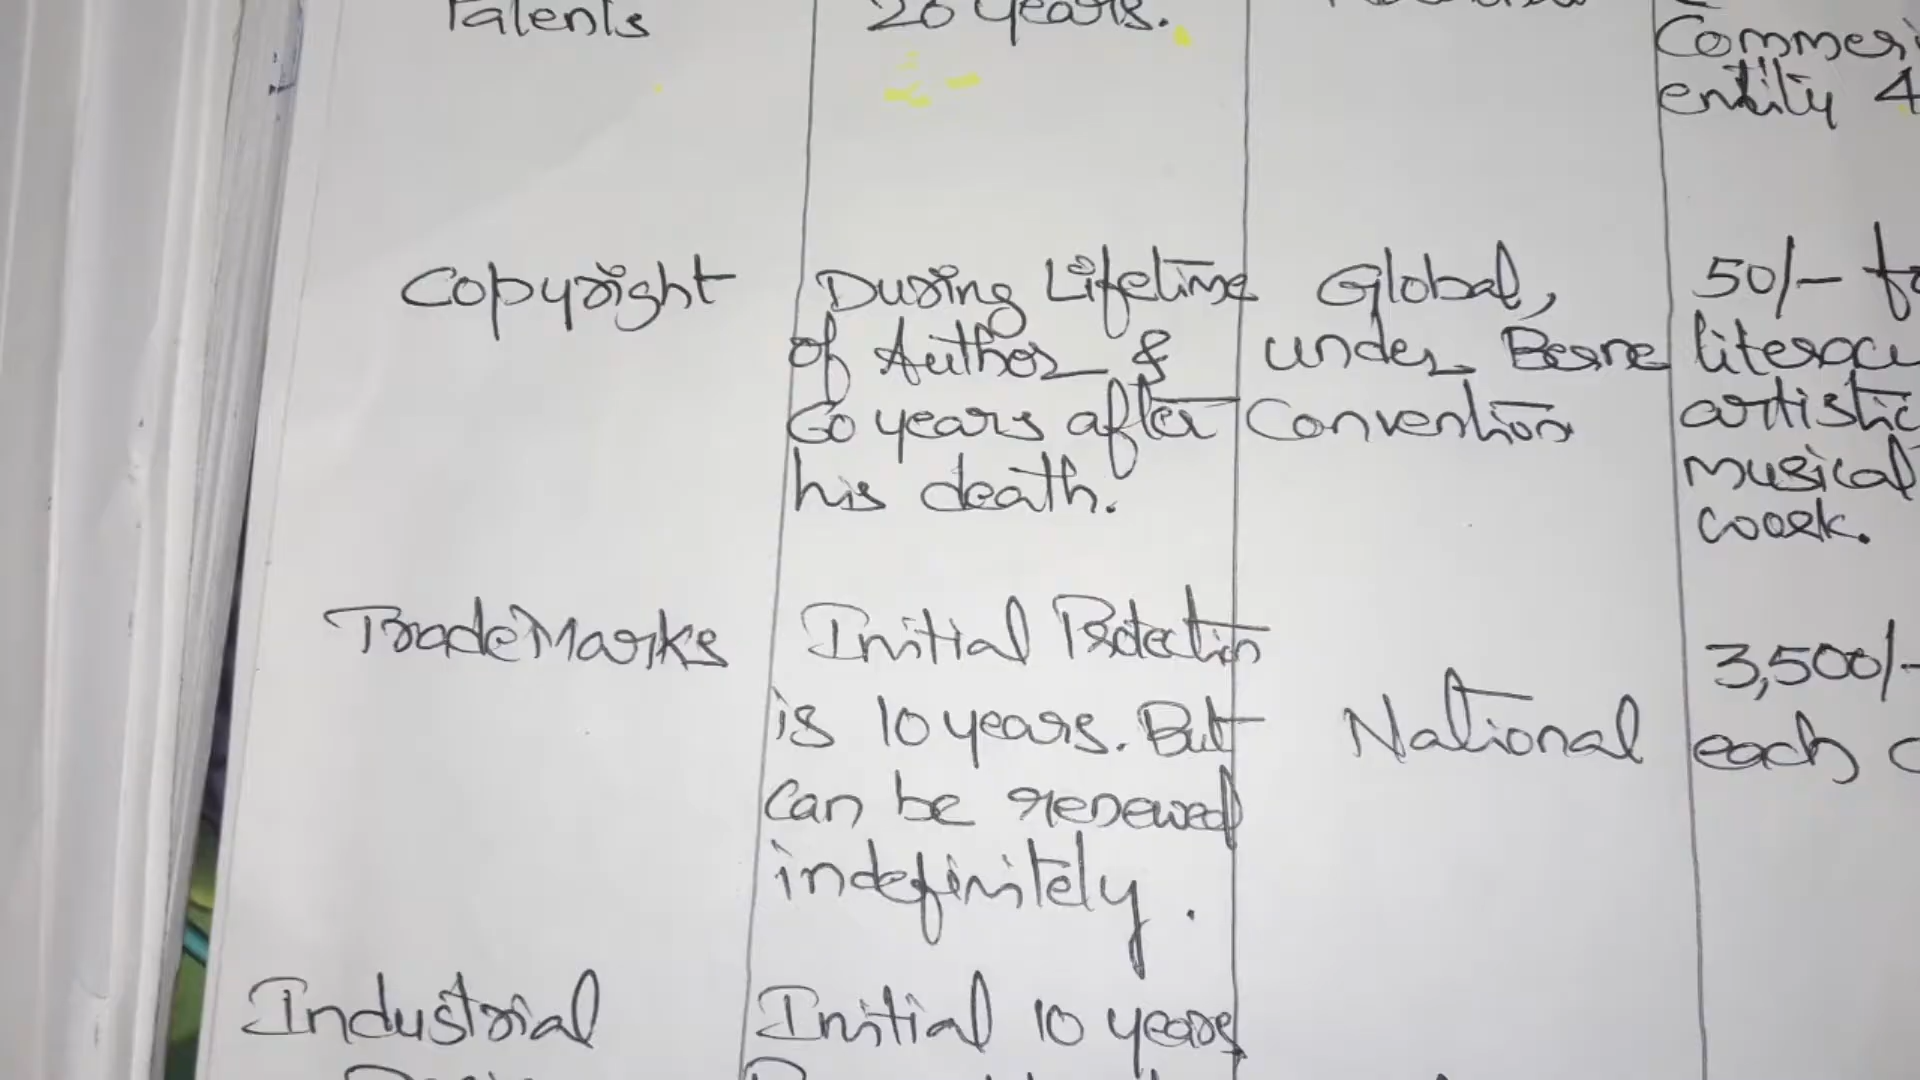 Patents
20 years.
Commer
entity 4
Copyright
During Lifetime
of Author &
60 years after
his death.
Global,
under Berne
Convention
50/- fo
literacy
artistic
musical
work.
TradeMarks
Initial Protection
is 10 years. But
can be renewed
indefinitely.
National
3,500/-
each
Industrial
Initial 10 years